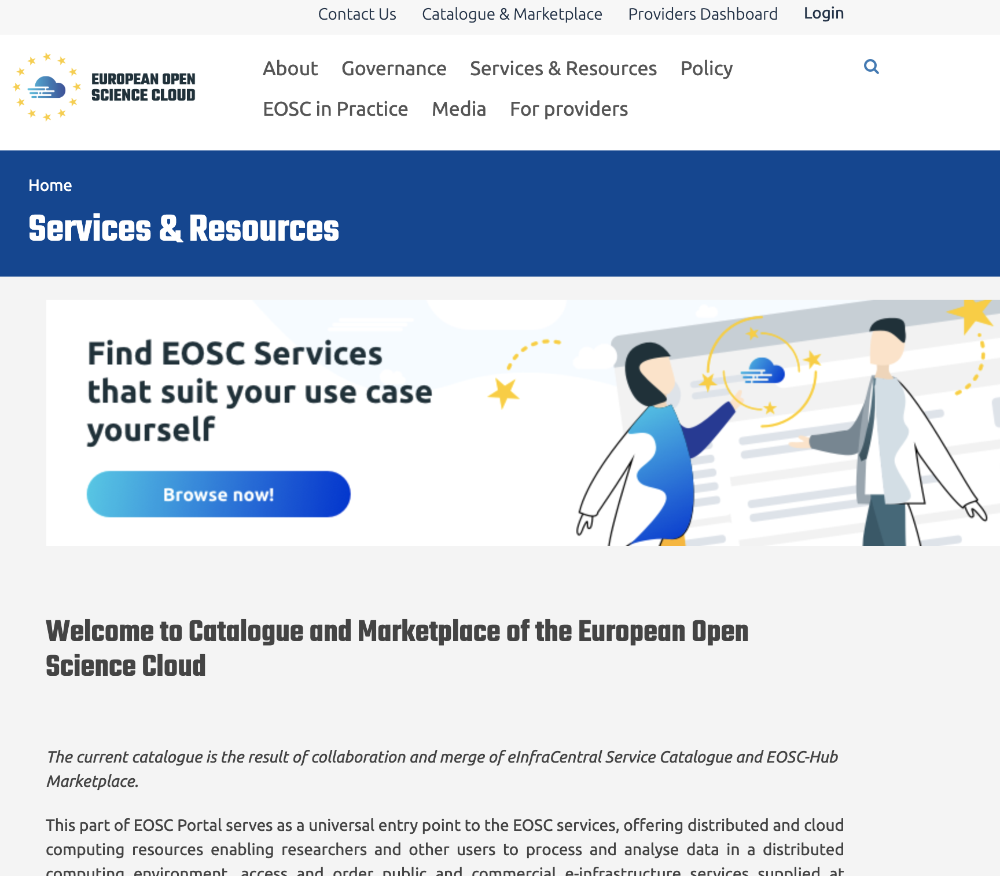 Contact Us Catalogue & Marketplace Providers Dashboard Login
EUROPEAN OPEN
SCIENCE CLOUD
About Governance Services & Resources Policy
EOSC in Practice Media For providers
Home
Services & Resources
Find EOSC Services
that suit your use case
yourself
Browse now!
Welcome to Catalogue and Marketplace of the European Open
Science Cloud
The current catalogue is the result of collaboration and merge of eInfraCentral Service Catalogue and EOSC-Hub
Marketplace.
This part of EOSC Portal serves as a universal entry point to the EOSC services, offering distributed and cloud
computing resources enabling researchers and other users to process and analyse data in a distributed
computing environment, access and order public and commercial e-infrastructure services supplied at